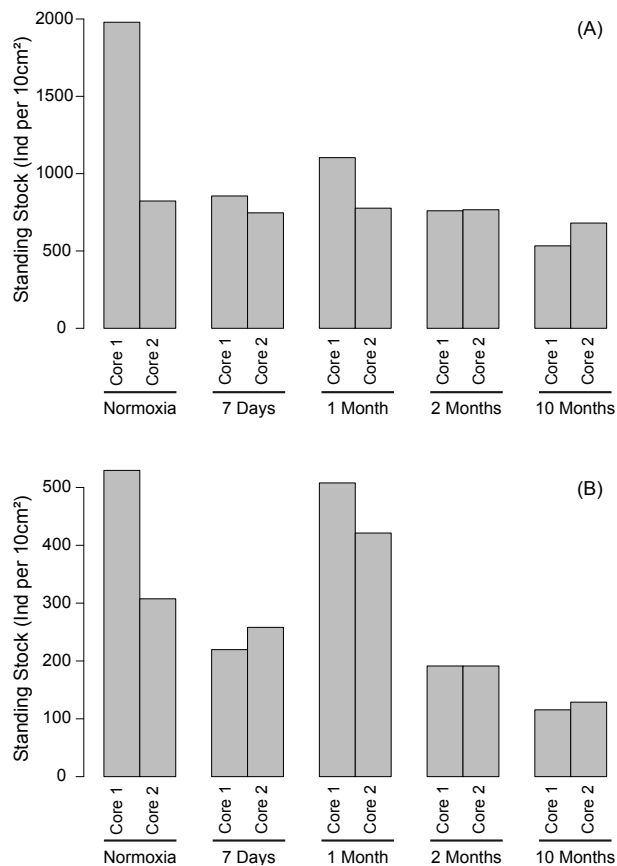 (A)
Standing Stock (Ind per 10cm²)
2000
1500
1000
500
0
Core 1 Core 2 Core 1 Core 2 Core 1 Core 2 Core 1 Core 2 Core 1 Core 2
Normoxia 7 Days 1 Month 2 Months 10 Months
(B)
Standing Stock (Ind per 10cm²)
500
400
300
200
100
0
Core 1 Core 2 Core 1 Core 2 Core 1 Core 2 Core 1 Core 2 Core 1 Core 2
Normoxia 7 Days 1 Month 2 Months 10 Months